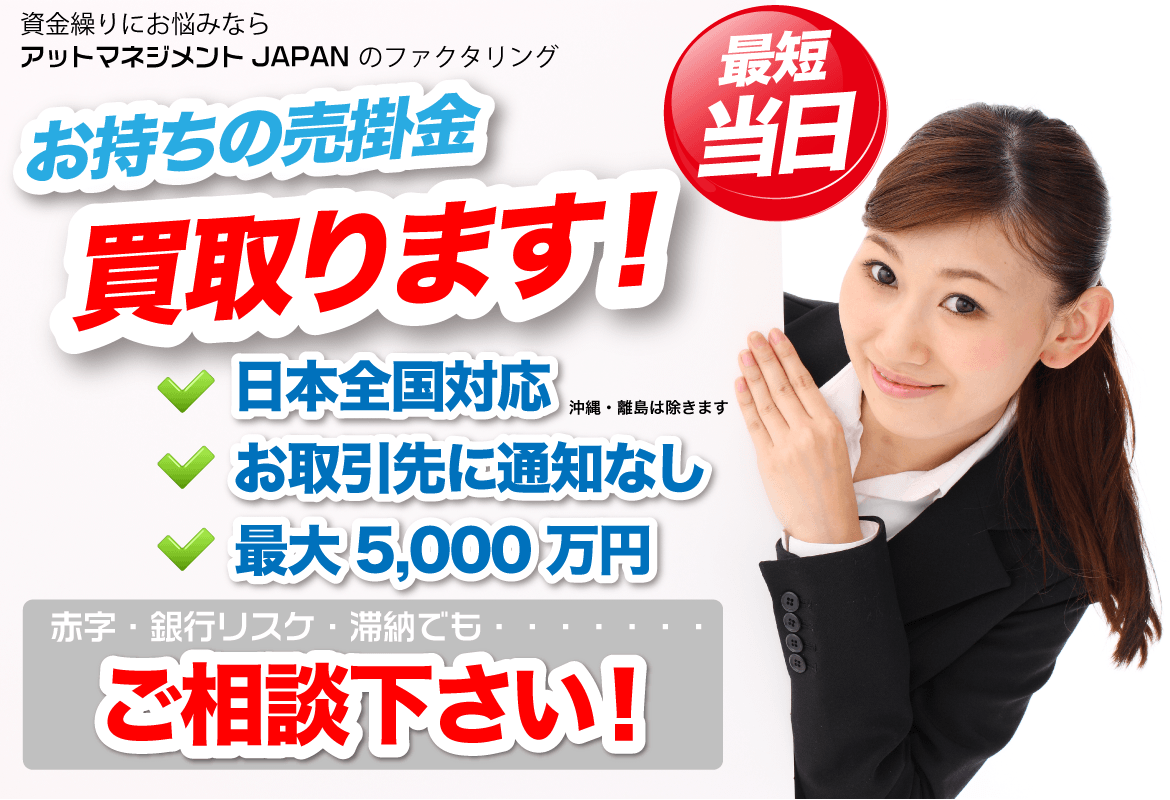 資金繰りにお悩みなら
アットマネジメント JAPAN のファクタリング
最短
当日
お持ちの売掛金
買取ります！
日本全国対応 沖縄・離島は除きます
お取引先に通知なし
最大 5,000 万円
赤字・銀行リスケ・滞納でも・・・・・・・
ご相談下さい！